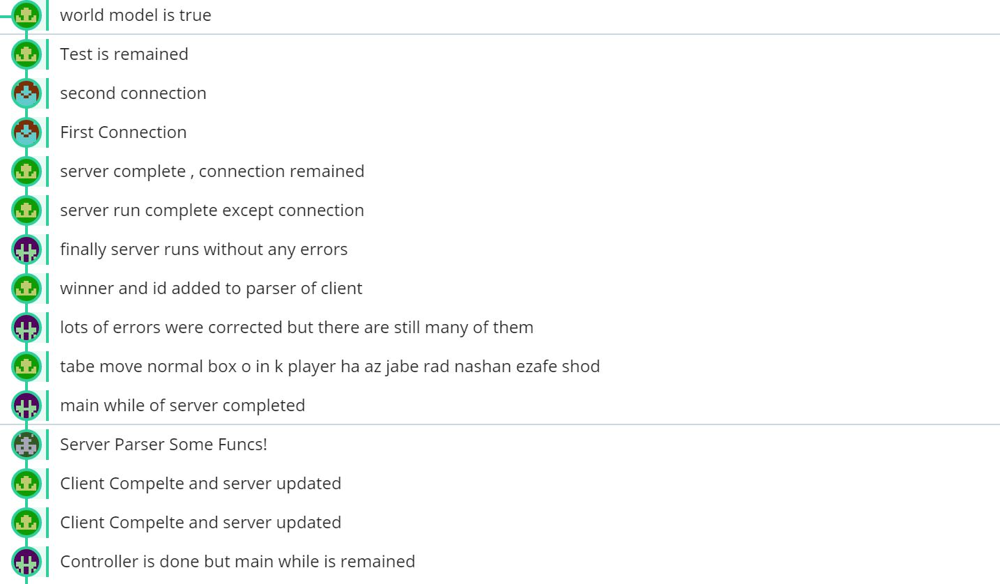 world model is true
Test is remained
second connection
First Connection
server complete , connection remained
server run complete except connection
finally server runs without any errors
winner and id added to parser of client
lots of errors were corrected but there are still many of them
tabe move normal box o in k player ha az jabe rad nashan ezafe shod
main while of server completed
Server Parser Some Funcs!
Client Compelte and server updated
Client Compelte and server updated
Controller is done but main while is remained